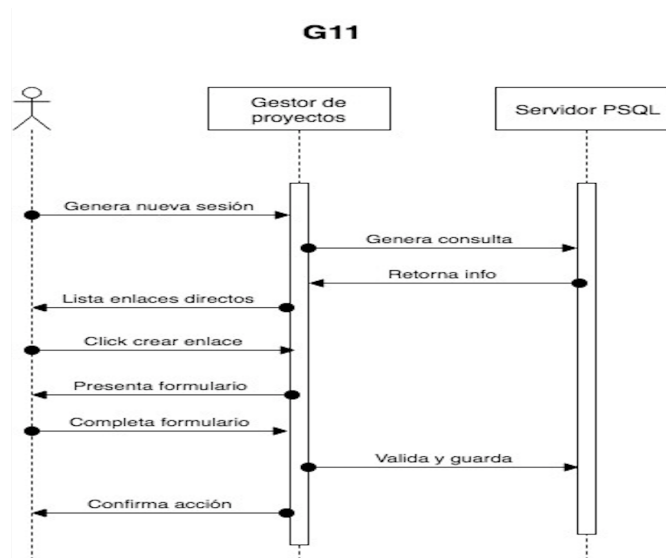 G11
Gestor de
proyectos
Servidor PSQL
Genera nueva sesión
Genera consulta
Retorna info
Lista enlaces directos
Click crear enlace
Presenta formulario
Completa formulario
Valida y guarda
Confirma acción